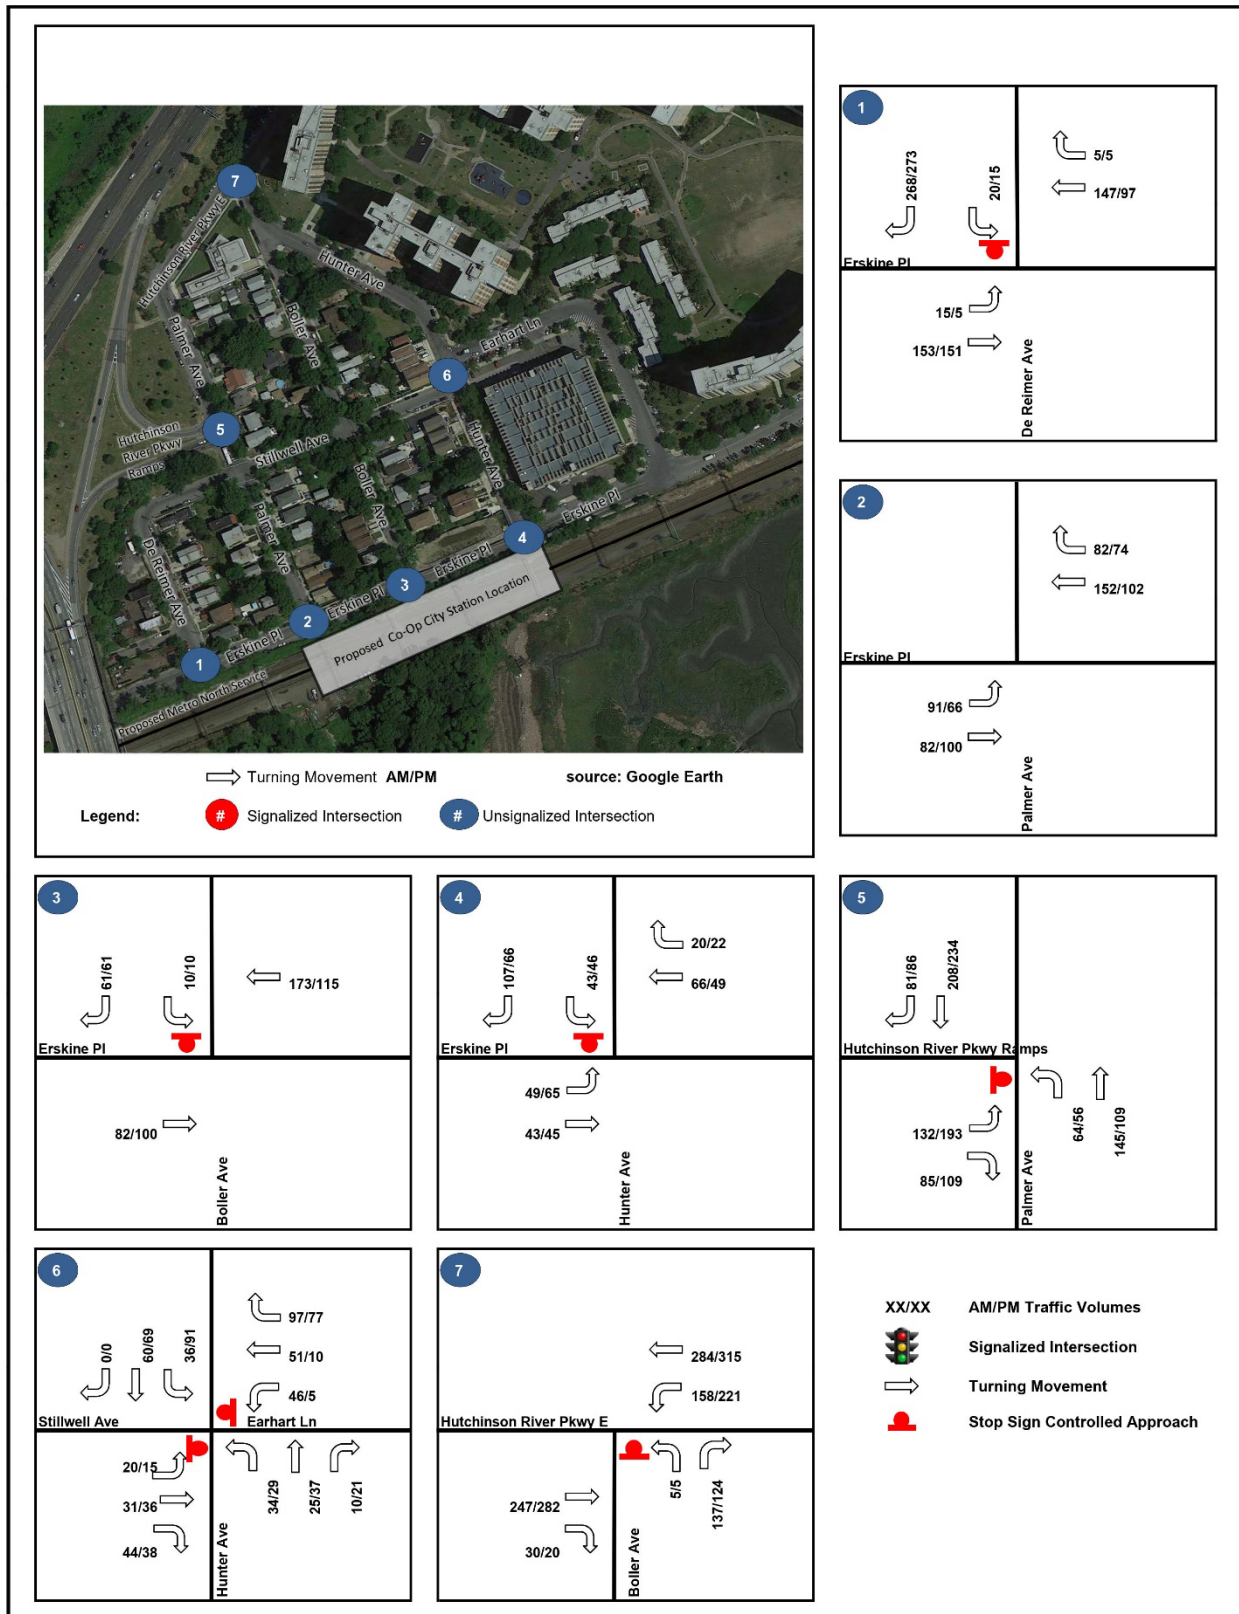 7
Hutchinson River Pkwy E
Hunter Ave
Palmer Ave
Boller Ave
Earhart Ln
6
5
Hutchinson
River Pkwy
Ramps
Stillwell Ave
Hunter Ave
Boller Ave
Palmer Ave
De Reimer Ave
Erskine Pl
4
Erskine Pl
3
Erskine Pl
2
Erskine Pl
1
Proposed Co-Op City Station Location
Proposed Metro North Service
Turning Movement AM/PM
source: Google Earth
Legend:
# Signalized Intersection
# Unsignalized Intersection
1
268/273
20/15
5/5
147/97
Erskine Pl
15/5
153/151
De Reimer Ave
2
82/74
152/102
Erskine Pl
91/66
82/100
Palmer Ave
3
61/61
10/10
173/115
Erskine Pl
82/100
Boller Ave
4
107/66
43/46
20/22
66/49
Erskine Pl
49/65
43/45
Hunter Ave
5
81/86
208/234
Hutchinson River Pkwy Ramps
132/193
85/109
64/56
145/109
Palmer Ave
6
0/0
60/69
36/91
97/77
51/10
46/5
Stillwell Ave
Earhart Ln
20/15
31/36
44/38
34/29
25/37
10/21
Hunter Ave
7
284/315
158/221
Hutchinson River Pkwy E
247/282
30/20
5/5
137/124
Boller Ave
XX/XX AM/PM Traffic Volumes
Signalized Intersection
Turning Movement
Stop Sign Controlled Approach